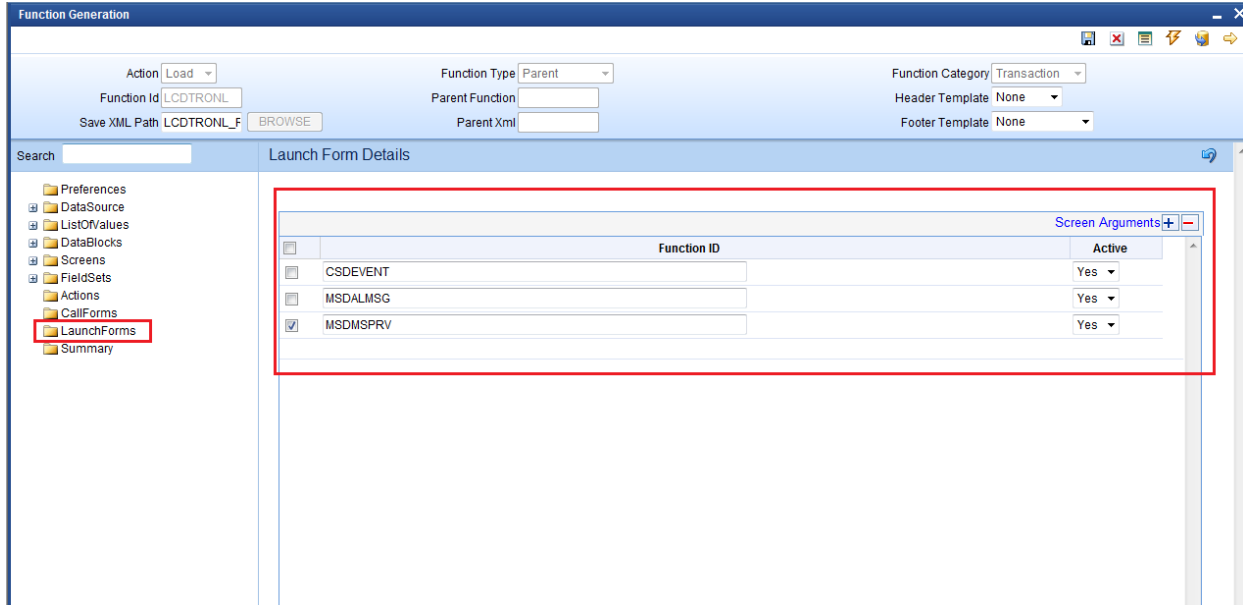 Function Generation
Action Load Function Type Parent Function Category Transaction
Function Id LCDTRONL Parent Function Header Template None
Save XML Path LCDTRONL_F BROWSE Parent Xml Footer Template None
Search Launch Form Details
Preferences
DataSource
ListOfValues
DataBlocks
Screens
FieldSets
Actions
CallForms
LaunchForms
Summary
Screen Arguments
Function ID Active
CSDEVENT Yes
MSDALMSG Yes
MSDMSPRV Yes